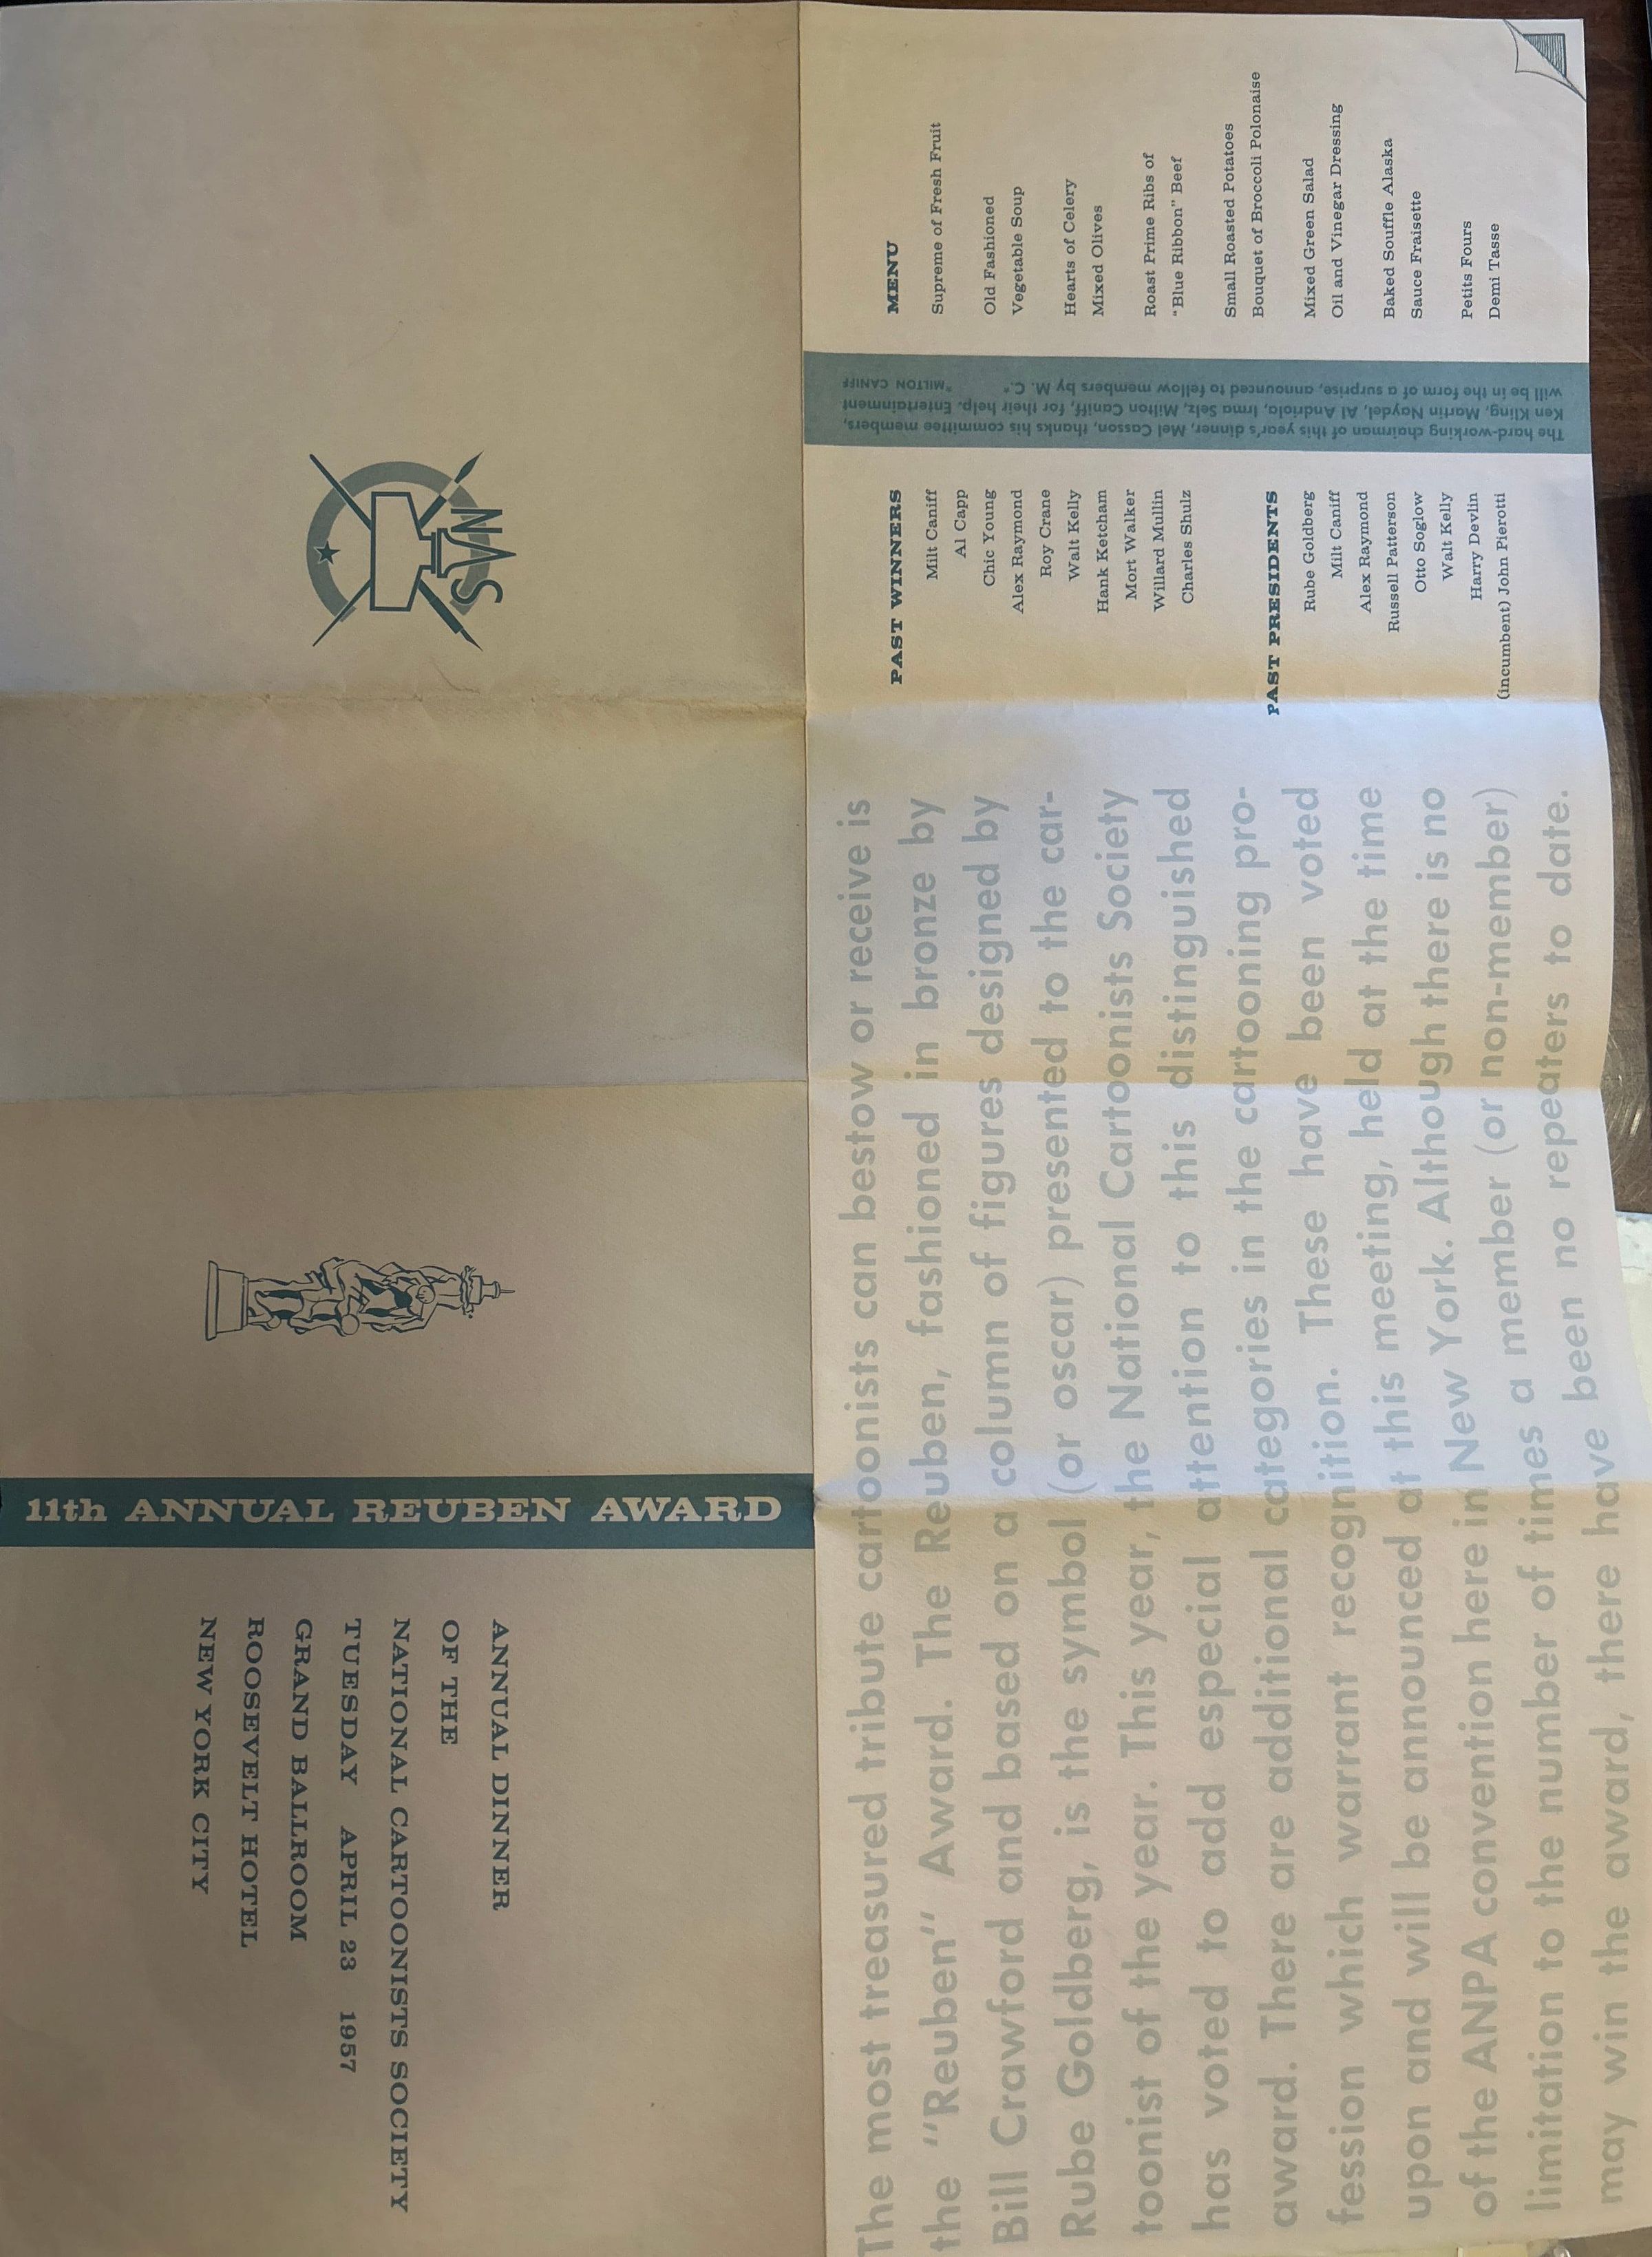 11th ANNUAL REUBEN AWARD
ANNUAL DINNER
OF THE
NATIONAL CARTOONISTS SOCIETY
TUESDAY APRIL 23 1957
GRAND BALLROOM
ROOSEVELT HOTEL
NEW YORK CITY
NCS
The most treasured tribute cartoonists can bestow or receive is
the "Reuben" Award. The Reuben, fashioned in bronze by
Bill Crawford and based on a column of figures designed by
Rube Goldberg, is the symbol (or oscar) presented to the car-
toonist of the year. This year, the National Cartoonists Society
has voted to add especial attention to this distinguished
award. There are additional categories in the cartooning pro-
fession which warrant recognition. These have been voted
upon and will be announced at this meeting, held at the time
of the ANPA convention here in New York. Although there is no
limitation to the number of times a member (or non-member)
may win the award, there have been no repeaters to date.
PAST WINNERS
Milt Caniff
Al Capp
Chic Young
Alex Raymond
Roy Crane
Walt Kelly
Hank Ketcham
Mort Walker
Willard Mullin
Charles Shulz
PAST PRESIDENTS
Rube Goldberg
Milt Caniff
Alex Raymond
Russell Patterson
Otto Soglow
Walt Kelly
Harry Devlin
(incumbent) John Pierotti
The hard-working chairman of this year's dinner, Mel Casson, thanks his committee members,
Ken Kling, Martin Naydel, Al Andriola, Irma Selz, Milton Caniff, for their help. Entertainment
will be in the form of a surprise, announced to fellow members by M. C.* *MILTON CANIFF
MENU
Supreme of Fresh Fruit
Old Fashioned
Vegetable Soup
Hearts of Celery
Mixed Olives
Roast Prime Ribs of
"Blue Ribbon" Beef
Small Roasted Potatoes
Bouquet of Broccoli Polonaise
Mixed Green Salad
Oil and Vinegar Dressing
Baked Souffle Alaska
Sauce Fraisette
Petits Fours
Demi Tasse